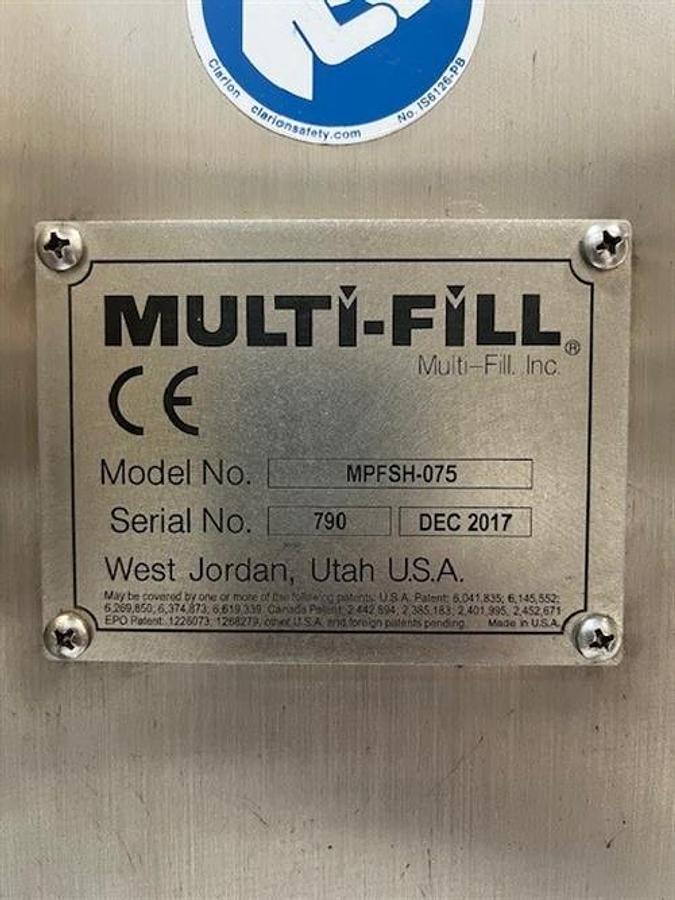 Clarion clarionsafety.com No. IS6126-PB
MULTI-FILL®
Multi-Fill, Inc.
CE
Model No. MPFSH-075
Serial No. 790 DEC 2017
West Jordan, Utah U.S.A.
May be covered by one or more of the following patents: U.S.A. Patent: 6,041,835; 6,145,552;
6,269,850, 6,374,873; 6,619,339, Canada Patent: 2,442,594, 2,385,183; 2,401,995, 2,452,671
EPO Patent: 1226073; 1268279, other U.S.A. and foreign patents pending. Made in U.S.A.